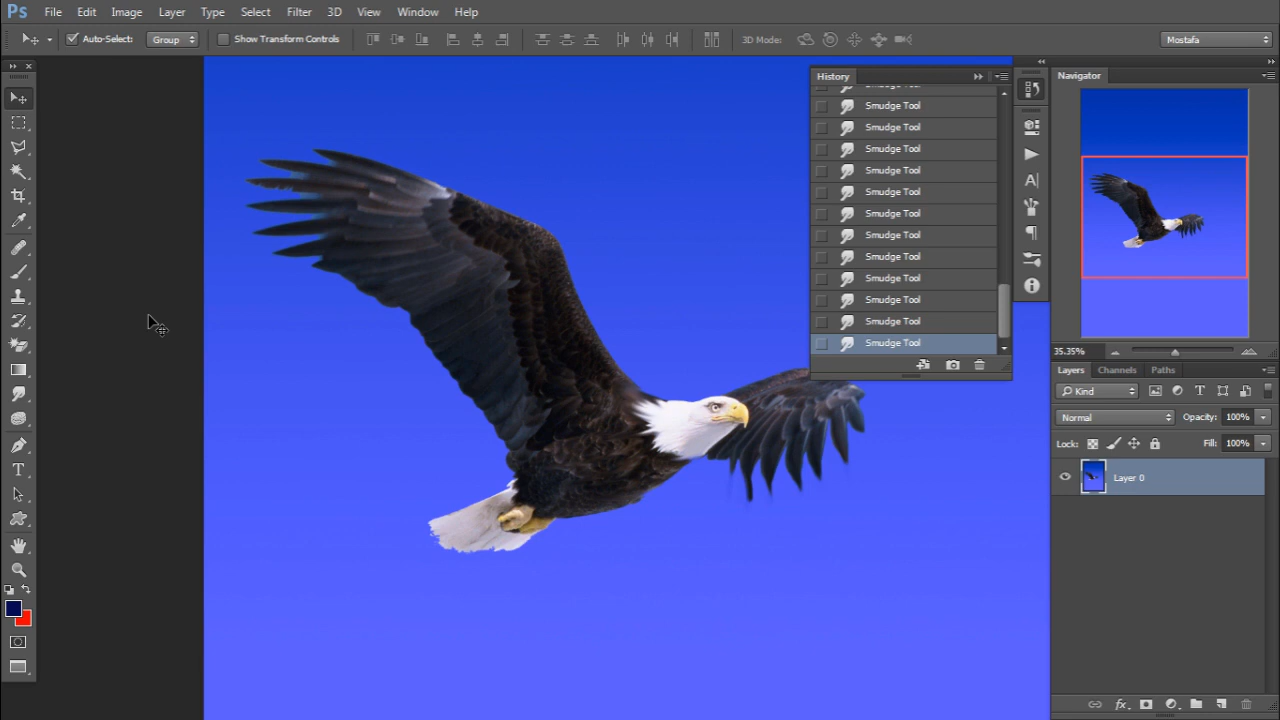 Ps File Edit Image Layer Type Select Filter 3D View Window Help
Auto-Select: Group Show Transform Controls 3D Mode: Mostafa
History
Smudge Tool
Smudge Tool
Smudge Tool
Smudge Tool
Smudge Tool
Smudge Tool
Smudge Tool
Smudge Tool
Smudge Tool
Smudge Tool
Smudge Tool
Smudge Tool
Smudge Tool
Navigator
35.35%
Layers Channels Paths
Kind
Normal Opacity: 100%
Lock: Fill: 100%
Layer 0
fx